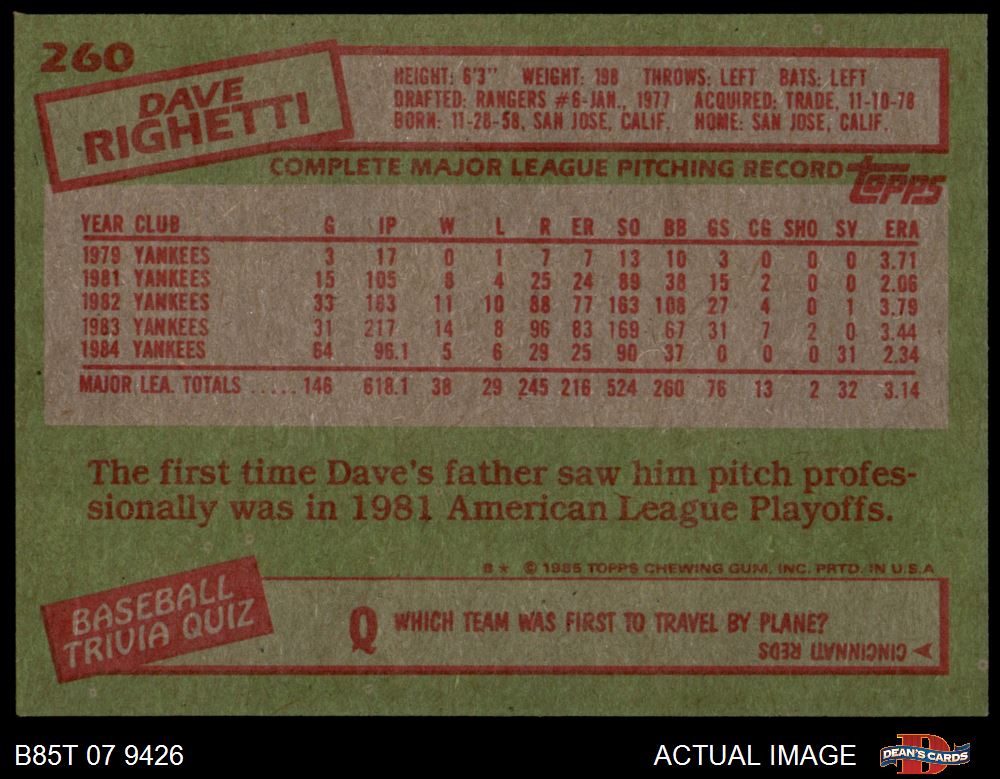 260
DAVE
RIGHETTI
HEIGHT: 6'3" WEIGHT: 198 THROWS: LEFT BATS: LEFT
DRAFTED: RANGERS #6-JAN., 1977 ACQUIRED: TRADE, 11-10-78
BORN: 11-28-58, SAN JOSE, CALIF. HOME: SAN JOSE, CALIF.
COMPLETE MAJOR LEAGUE PITCHING RECORD topps
YEAR CLUB G IP W L R ER SO BB GS CG SHO SV ERA
1979 YANKEES 3 17 0 1 7 7 13 10 3 0 0 0 3.71
1981 YANKEES 15 105 8 4 25 24 89 38 15 2 0 0 2.06
1982 YANKEES 33 183 11 10 88 77 163 108 27 4 0 1 3.79
1983 YANKEES 31 217 14 8 96 83 169 67 31 7 2 0 3.44
1984 YANKEES 64 96.1 5 6 29 25 90 37 0 0 0 31 2.34
MAJOR LEA. TOTALS ..... 146 618.1 38 29 245 216 524 260 76 13 2 32 3.14
The first time Dave's father saw him pitch profes-
sionally was in 1981 American League Playoffs.
B * © 1985 TOPPS CHEWING GUM, INC. PRTD. IN U.S.A
BASEBALL
TRIVIA QUIZ
Q WHICH TEAM WAS FIRST TO TRAVEL BY PLANE?
CINCINNATI REDS
B85T 07 9426
ACTUAL IMAGE
DEAN'S CARDS